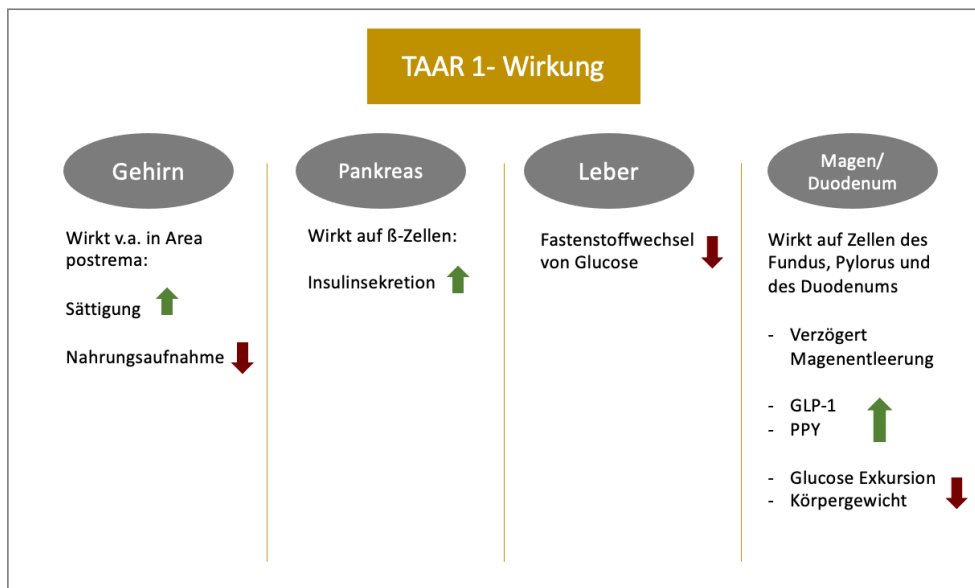 TAAR 1- Wirkung
Gehirn
Wirkt v.a. in Area
postrema:
Sättigung
Nahrungsaufnahme
Pankreas
Wirkt auf ß-Zellen:
Insulinsekretion
Leber
Fastenstoffwechsel
von Glucose
Magen/
Duodenum
Wirkt auf Zellen des
Fundus, Pylorus und
des Duodenums
- Verzögert
Magenentleerung
- GLP-1
- PPY
- Glucose Exkursion
- Körpergewicht